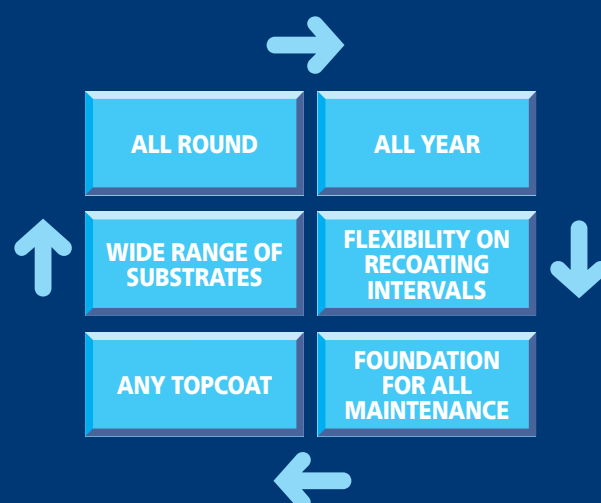 ALL ROUND
ALL YEAR
WIDE RANGE OF
SUBSTRATES
FLEXIBILITY ON
RECOATING
INTERVALS
ANY TOPCOAT
FOUNDATION
FOR ALL
MAINTENANCE